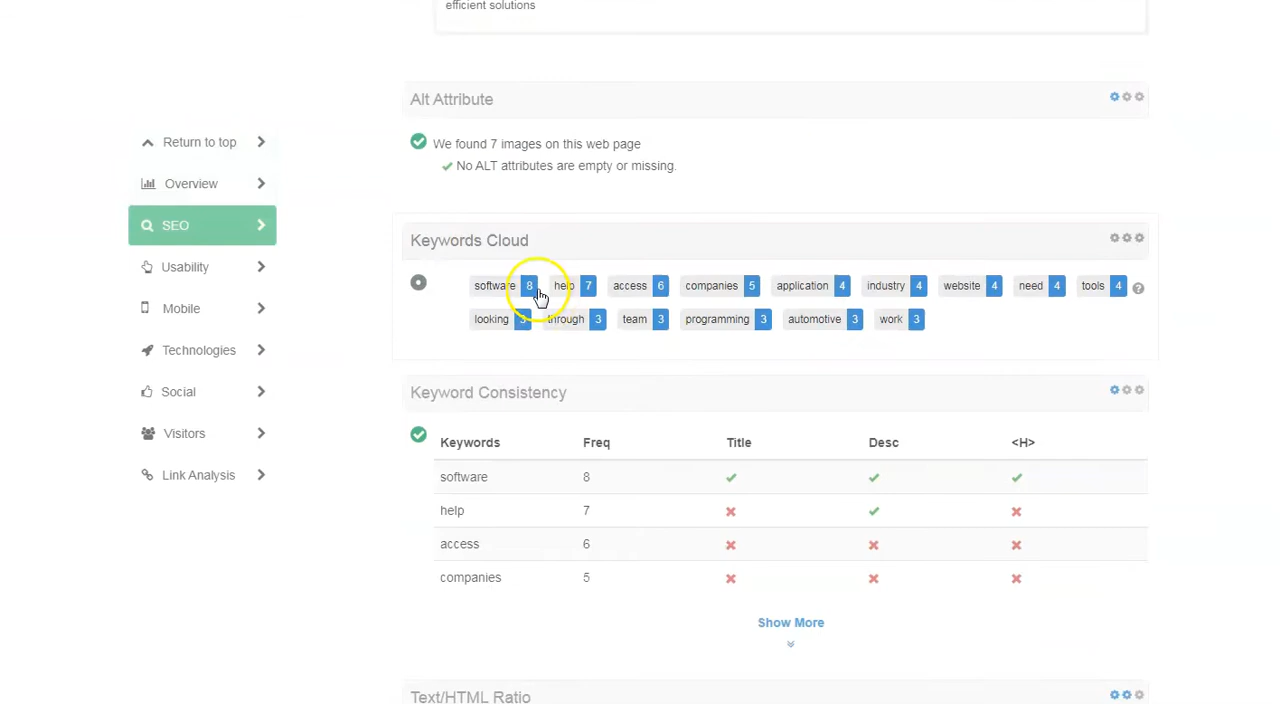 efficient solutions
Alt Attribute
We found 7 images on this web page
No ALT attributes are empty or missing.
Return to top
Overview
SEO
Usability
Mobile
Technologies
Social
Visitors
Link Analysis
Keywords Cloud
software 8 help 7 access 6 companies 5 application 4 industry 4 website 4 need 4 tools 4
looking 3 through 3 team 3 programming 3 automotive 3 work 3
Keyword Consistency
Keywords Freq Title Desc <H>
software 8
help 7
access 6
companies 5
Show More
Text/HTML Ratio